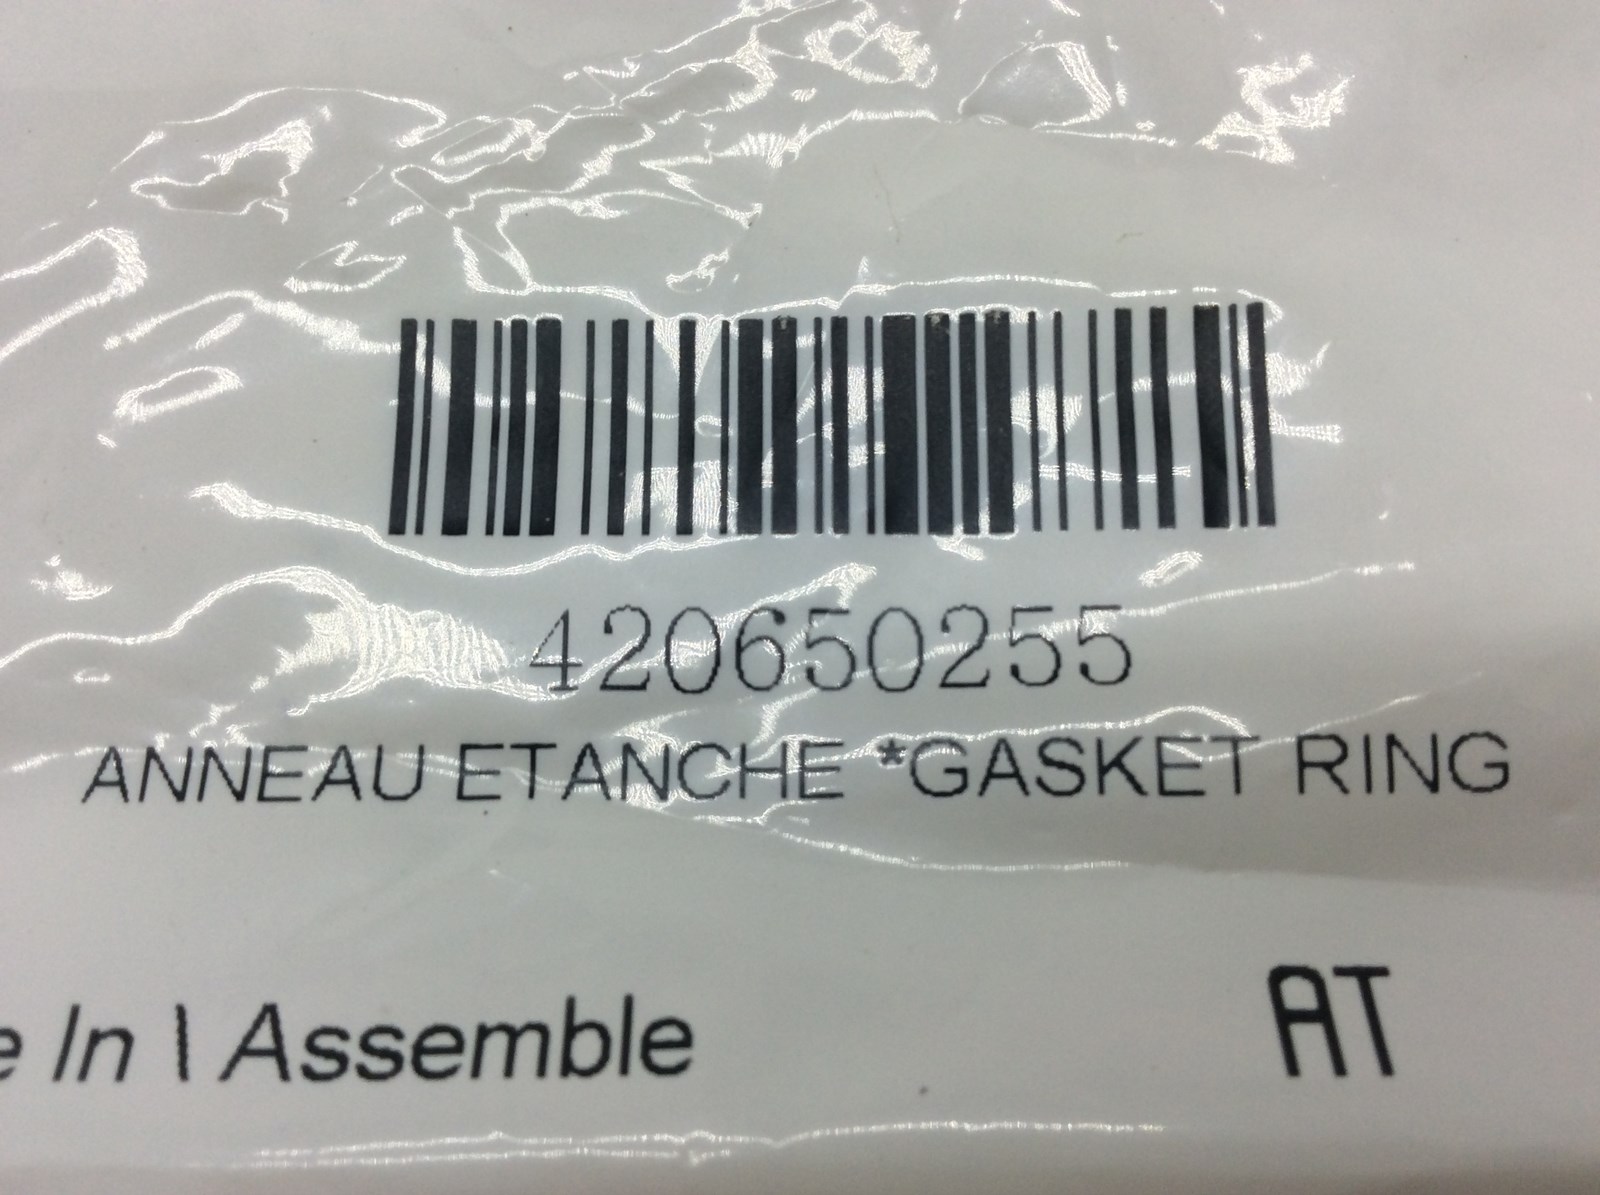 420650255
ANNEAU ETANCHE *GASKET RING
e In \ Assemble
AT